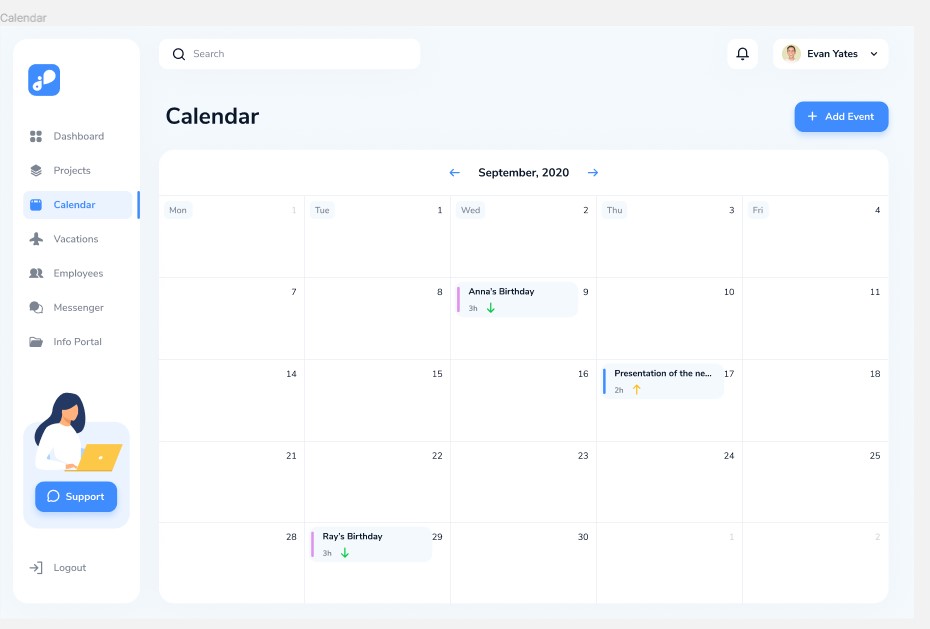 Calendar
Search
Evan Yates
Calendar
+ Add Event
Dashboard
Projects
Calendar
Vacations
Employees
Messenger
Info Portal
Support
Logout
← September, 2020 →
Mon 1 Tue 1 Wed 2 Thu 3 Fri 4
7 8 Anna's Birthday 9 10 11
3h ↓
14 15 16 Presentation of the ne... 17 18
2h ↑
21 22 23 24 25
28 Ray's Birthday 29 30 1 2
3h ↓